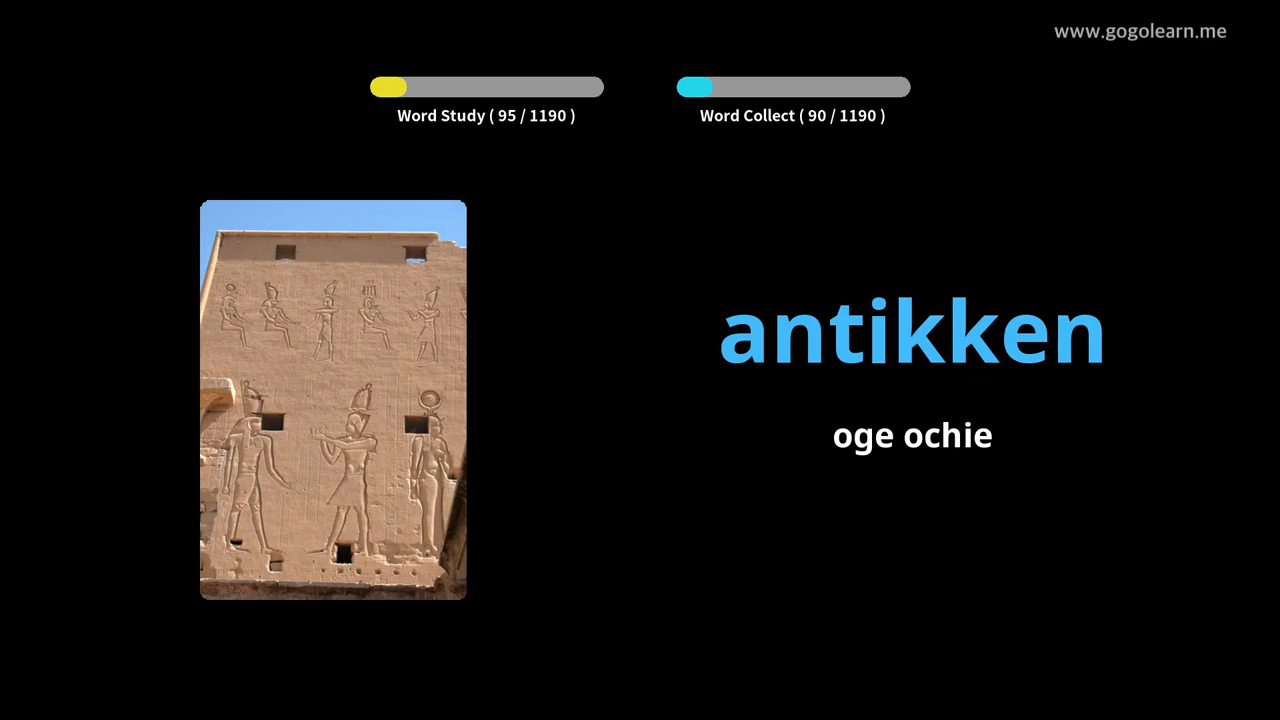 www.gogolearn.me
Word Study ( 95 / 1190 )
Word Collect ( 90 / 1190 )
antikken
oge ochie